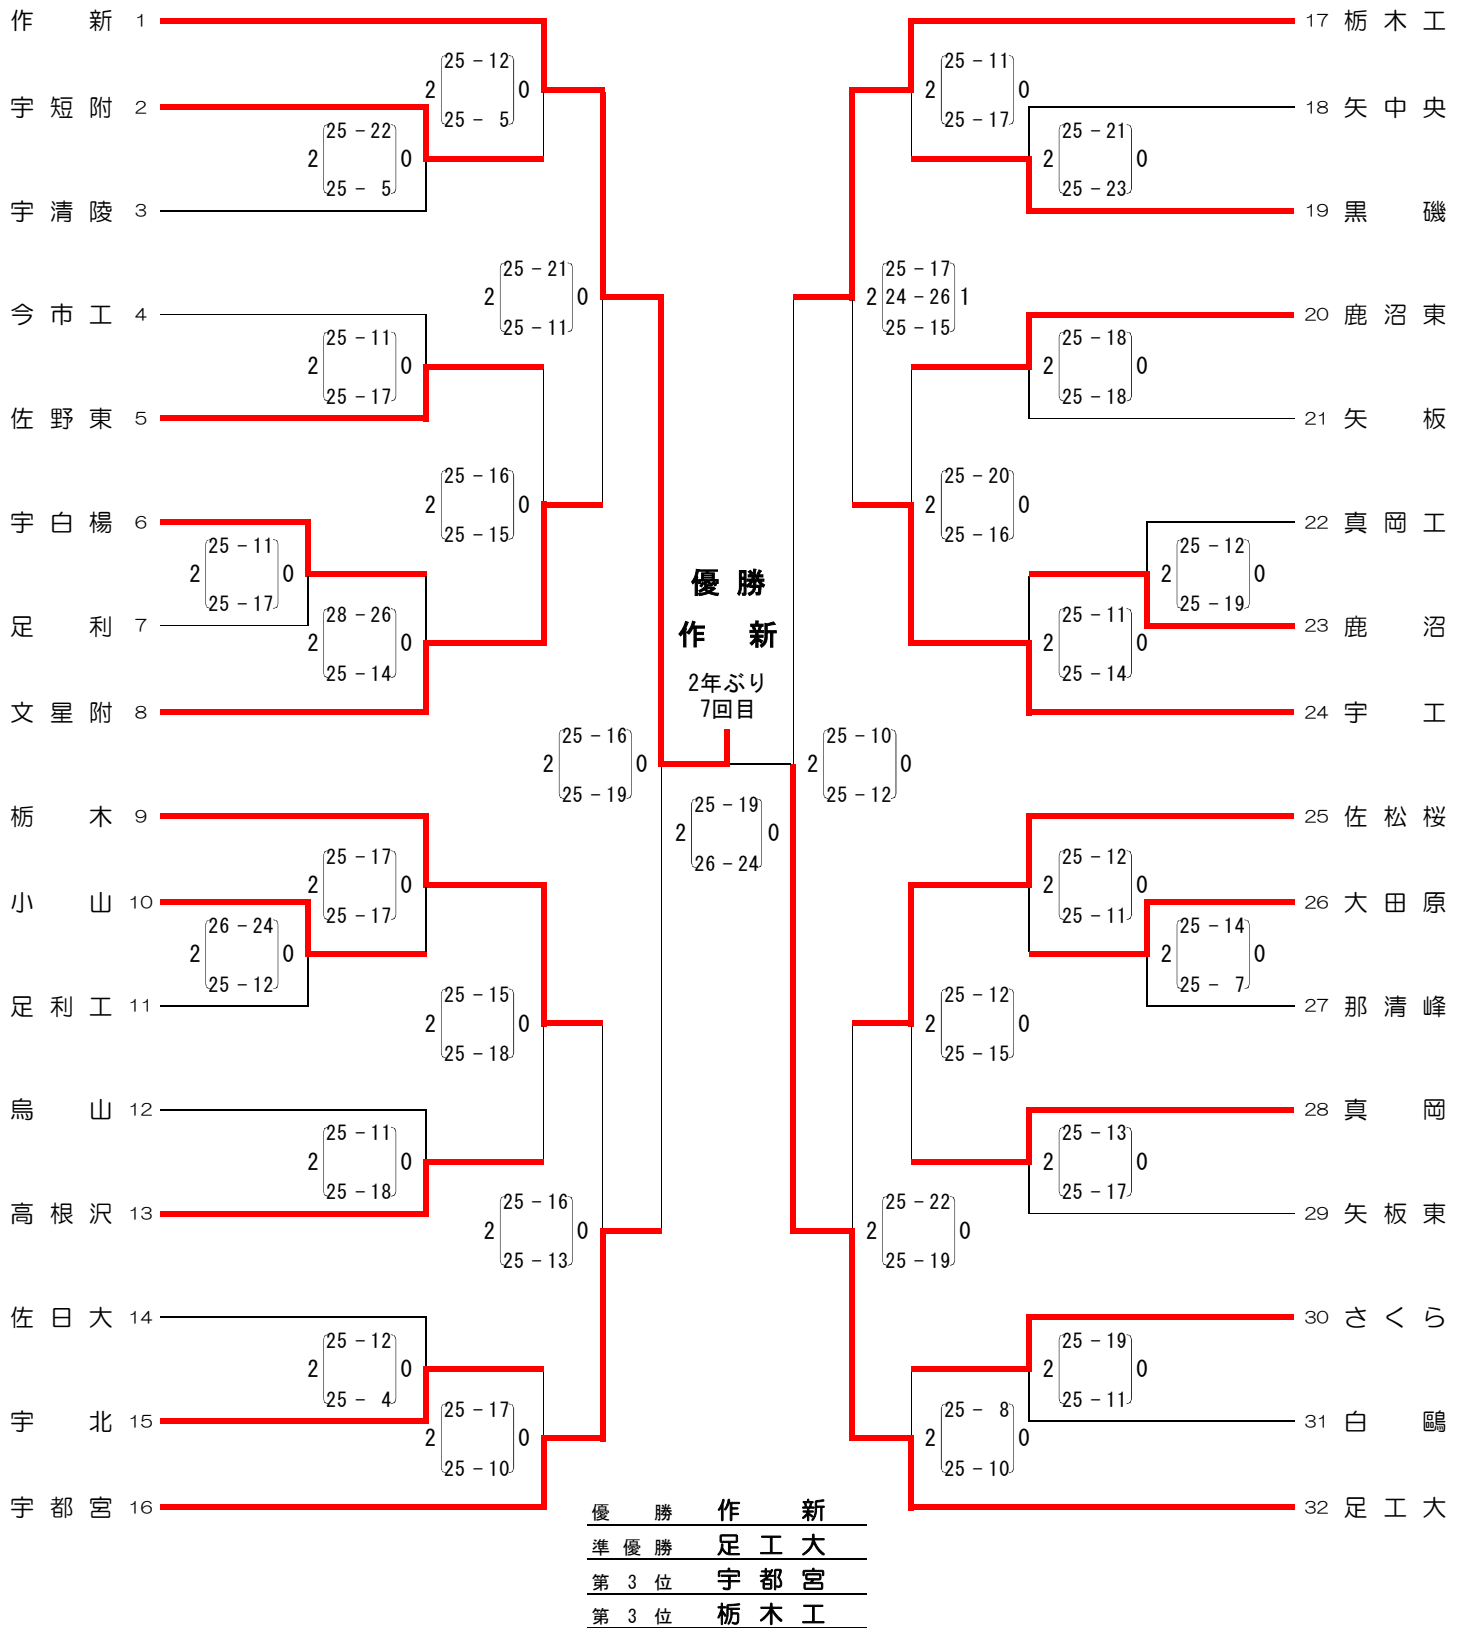 作 新 1
25 - 12
2 0
25 - 5
宇短附 2
25 - 22
2 0
25 - 5
宇清陵 3
25 - 21
2 0
25 - 11
今市工 4
25 - 11
2 0
25 - 17
佐野東 5
25 - 16
2 0
25 - 15
宇白楊 6
25 - 11
2 0
25 - 17
足 利 7
28 - 26
2 0
25 - 14
文星附 8
25 - 16
2 0
25 - 19
栃 木 9
25 - 17
2 0
25 - 17
小 山 10
26 - 24
2 0
25 - 12
足利工 11
25 - 15
2 0
25 - 18
烏 山 12
25 - 11
2 0
25 - 18
高根沢 13
25 - 16
2 0
25 - 13
佐日大 14
25 - 12
2 0
25 - 4
宇 北 15
25 - 17
2 0
25 - 10
宇都宮 16
優勝
作 新
2年ぶり
7回目
25 - 19
2 0
26 - 24
17 栃木工
25 - 11
2 0
25 - 17
18 矢中央
25 - 21
2 0
25 - 23
19 黒 磯
25 - 17
2 24 - 26 1
25 - 15
20 鹿沼東
25 - 18
2 0
25 - 18
21 矢 板
25 - 20
2 0
25 - 16
22 真岡工
25 - 12
2 0
25 - 19
23 鹿 沼
25 - 11
2 0
25 - 14
24 宇 工
25 - 10
2 0
25 - 12
25 佐松桜
25 - 12
2 0
25 - 11
26 大田原
25 - 14
2 0
25 - 7
27 那清峰
25 - 12
2 0
25 - 15
28 真 岡
25 - 13
2 0
25 - 17
29 矢板東
25 - 22
2 0
25 - 19
30 さくら
25 - 19
2 0
25 - 11
31 白 鷗
25 - 8
2 0
25 - 10
32 足工大
優 勝 作 新
準優勝 足工大
第3位 宇都宮
第3位 栃木工